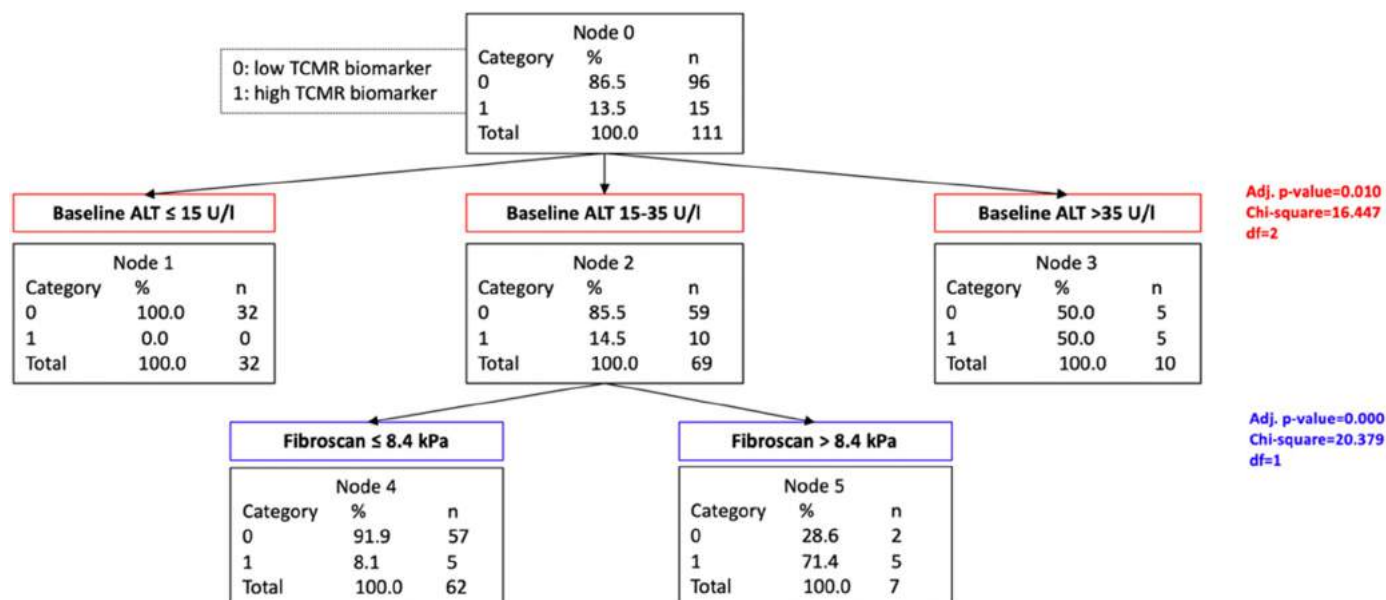 Node 0
Category % n
0 86.5 96
1 13.5 15
Total 100.0 111
0: low TCMR biomarker
1: high TCMR biomarker
Baseline ALT ≤ 15 U/l
Baseline ALT 15-35 U/l
Baseline ALT >35 U/l
Adj. p-value=0.010
Chi-square=16.447
df=2
Node 1
Category % n
0 100.0 32
1 0.0 0
Total 100.0 32
Node 2
Category % n
0 85.5 59
1 14.5 10
Total 100.0 69
Node 3
Category % n
0 50.0 5
1 50.0 5
Total 100.0 10
Fibroscan ≤ 8.4 kPa
Fibroscan > 8.4 kPa
Adj. p-value=0.000
Chi-square=20.379
df=1
Node 4
Category % n
0 91.9 57
1 8.1 5
Total 100.0 62
Node 5
Category % n
0 28.6 2
1 71.4 5
Total 100.0 7